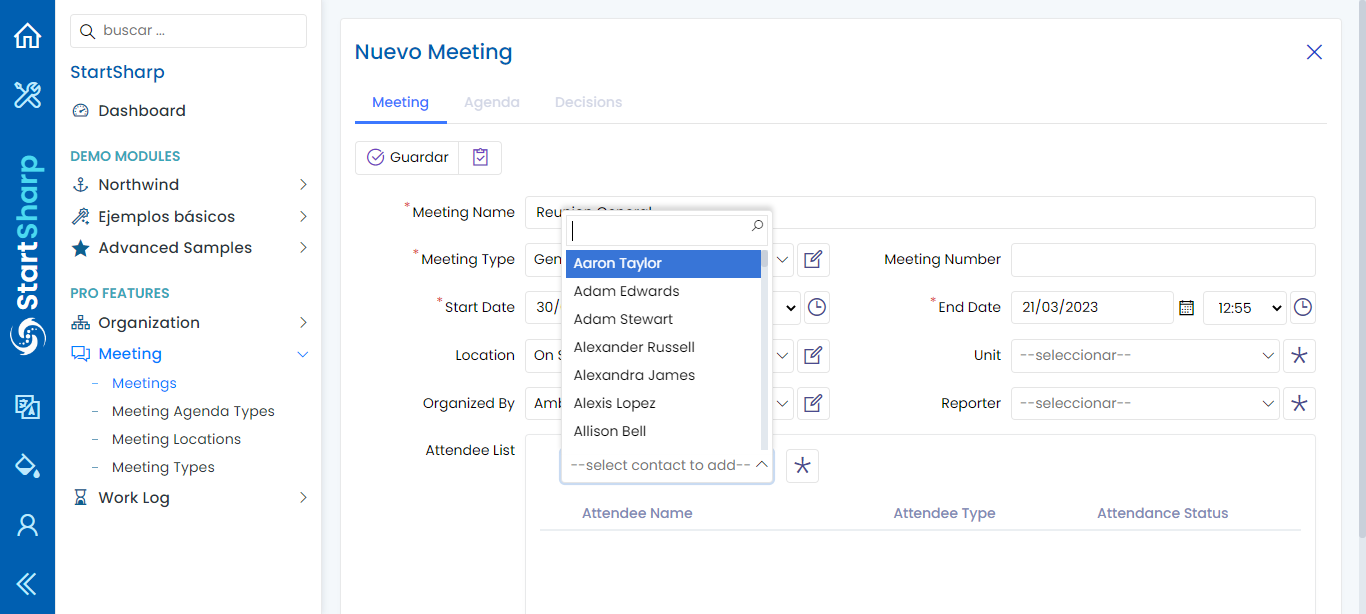 buscar ...
StartSharp
Dashboard
DEMO MODULES
Northwind
Ejemplos básicos
Advanced Samples
PRO FEATURES
Organization
Meeting
- Meetings
- Meeting Agenda Types
- Meeting Locations
- Meeting Types
Work Log
StartSharp
Nuevo Meeting
Meeting Agenda Decisions
Guardar
*Meeting Name Reunion General
*Meeting Type Gen
Meeting Number
*Start Date 30/
*End Date 21/03/2023 12:55
Location On S
Unit --seleccionar--
Organized By Amb
Reporter --seleccionar--
Attendee List
Aaron Taylor
Adam Edwards
Adam Stewart
Alexander Russell
Alexandra James
Alexis Lopez
Allison Bell
--select contact to add--
Attendee Name Attendee Type Attendance Status